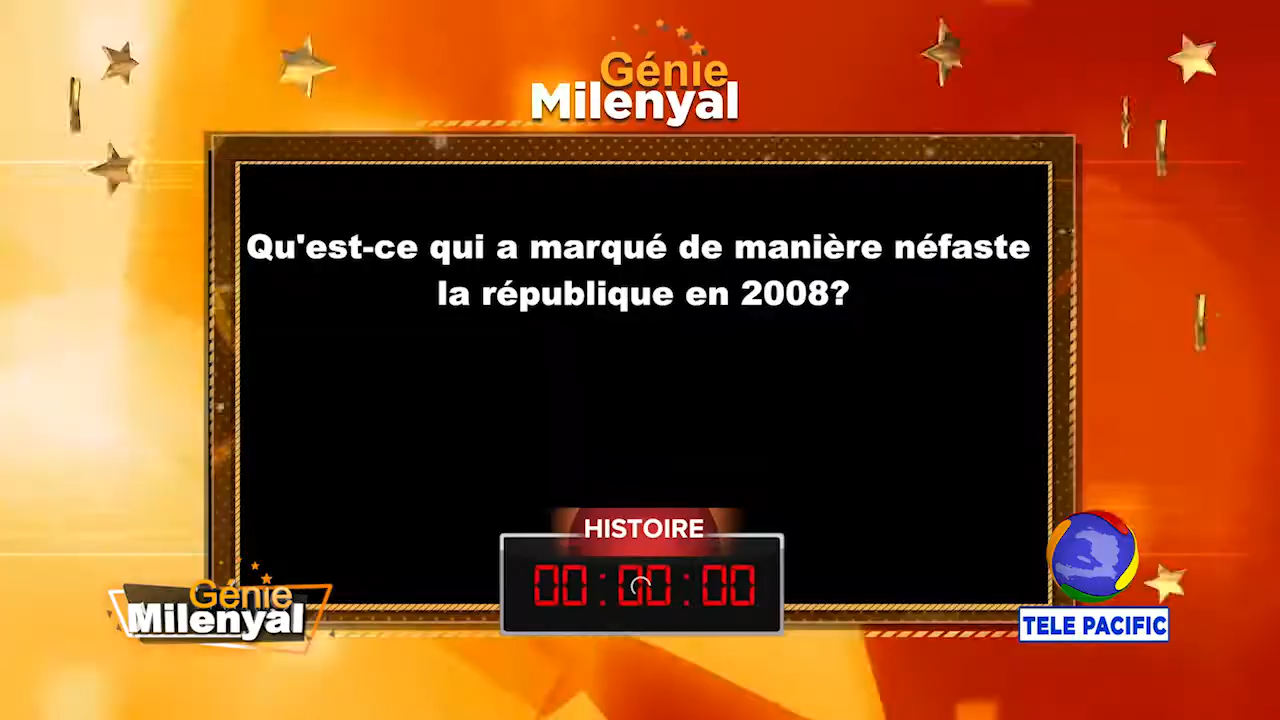 Génie
Milenyal
Qu'est-ce qui a marqué de manière néfaste
la république en 2008?
HISTOIRE
00:00:00
Génie
Milenyal
TELE PACIFIC